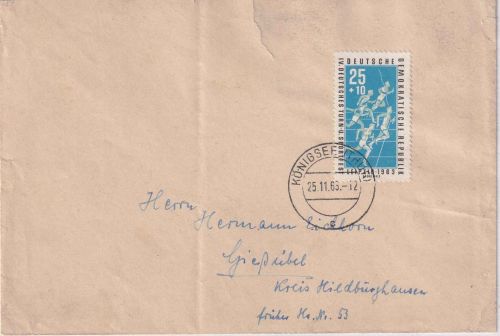 DEUTSCHE DEMOKRATISCHE REPUBLIK
25
+10
IV. DEUTSCHES TURN-U.SPORTFEST
LEIPZIG 1963
25.11.63.-12
e
Herrn
Hermann Eichhorn
Gießübel
Kreis Hildburghausen
früher Hs. Nr. 53